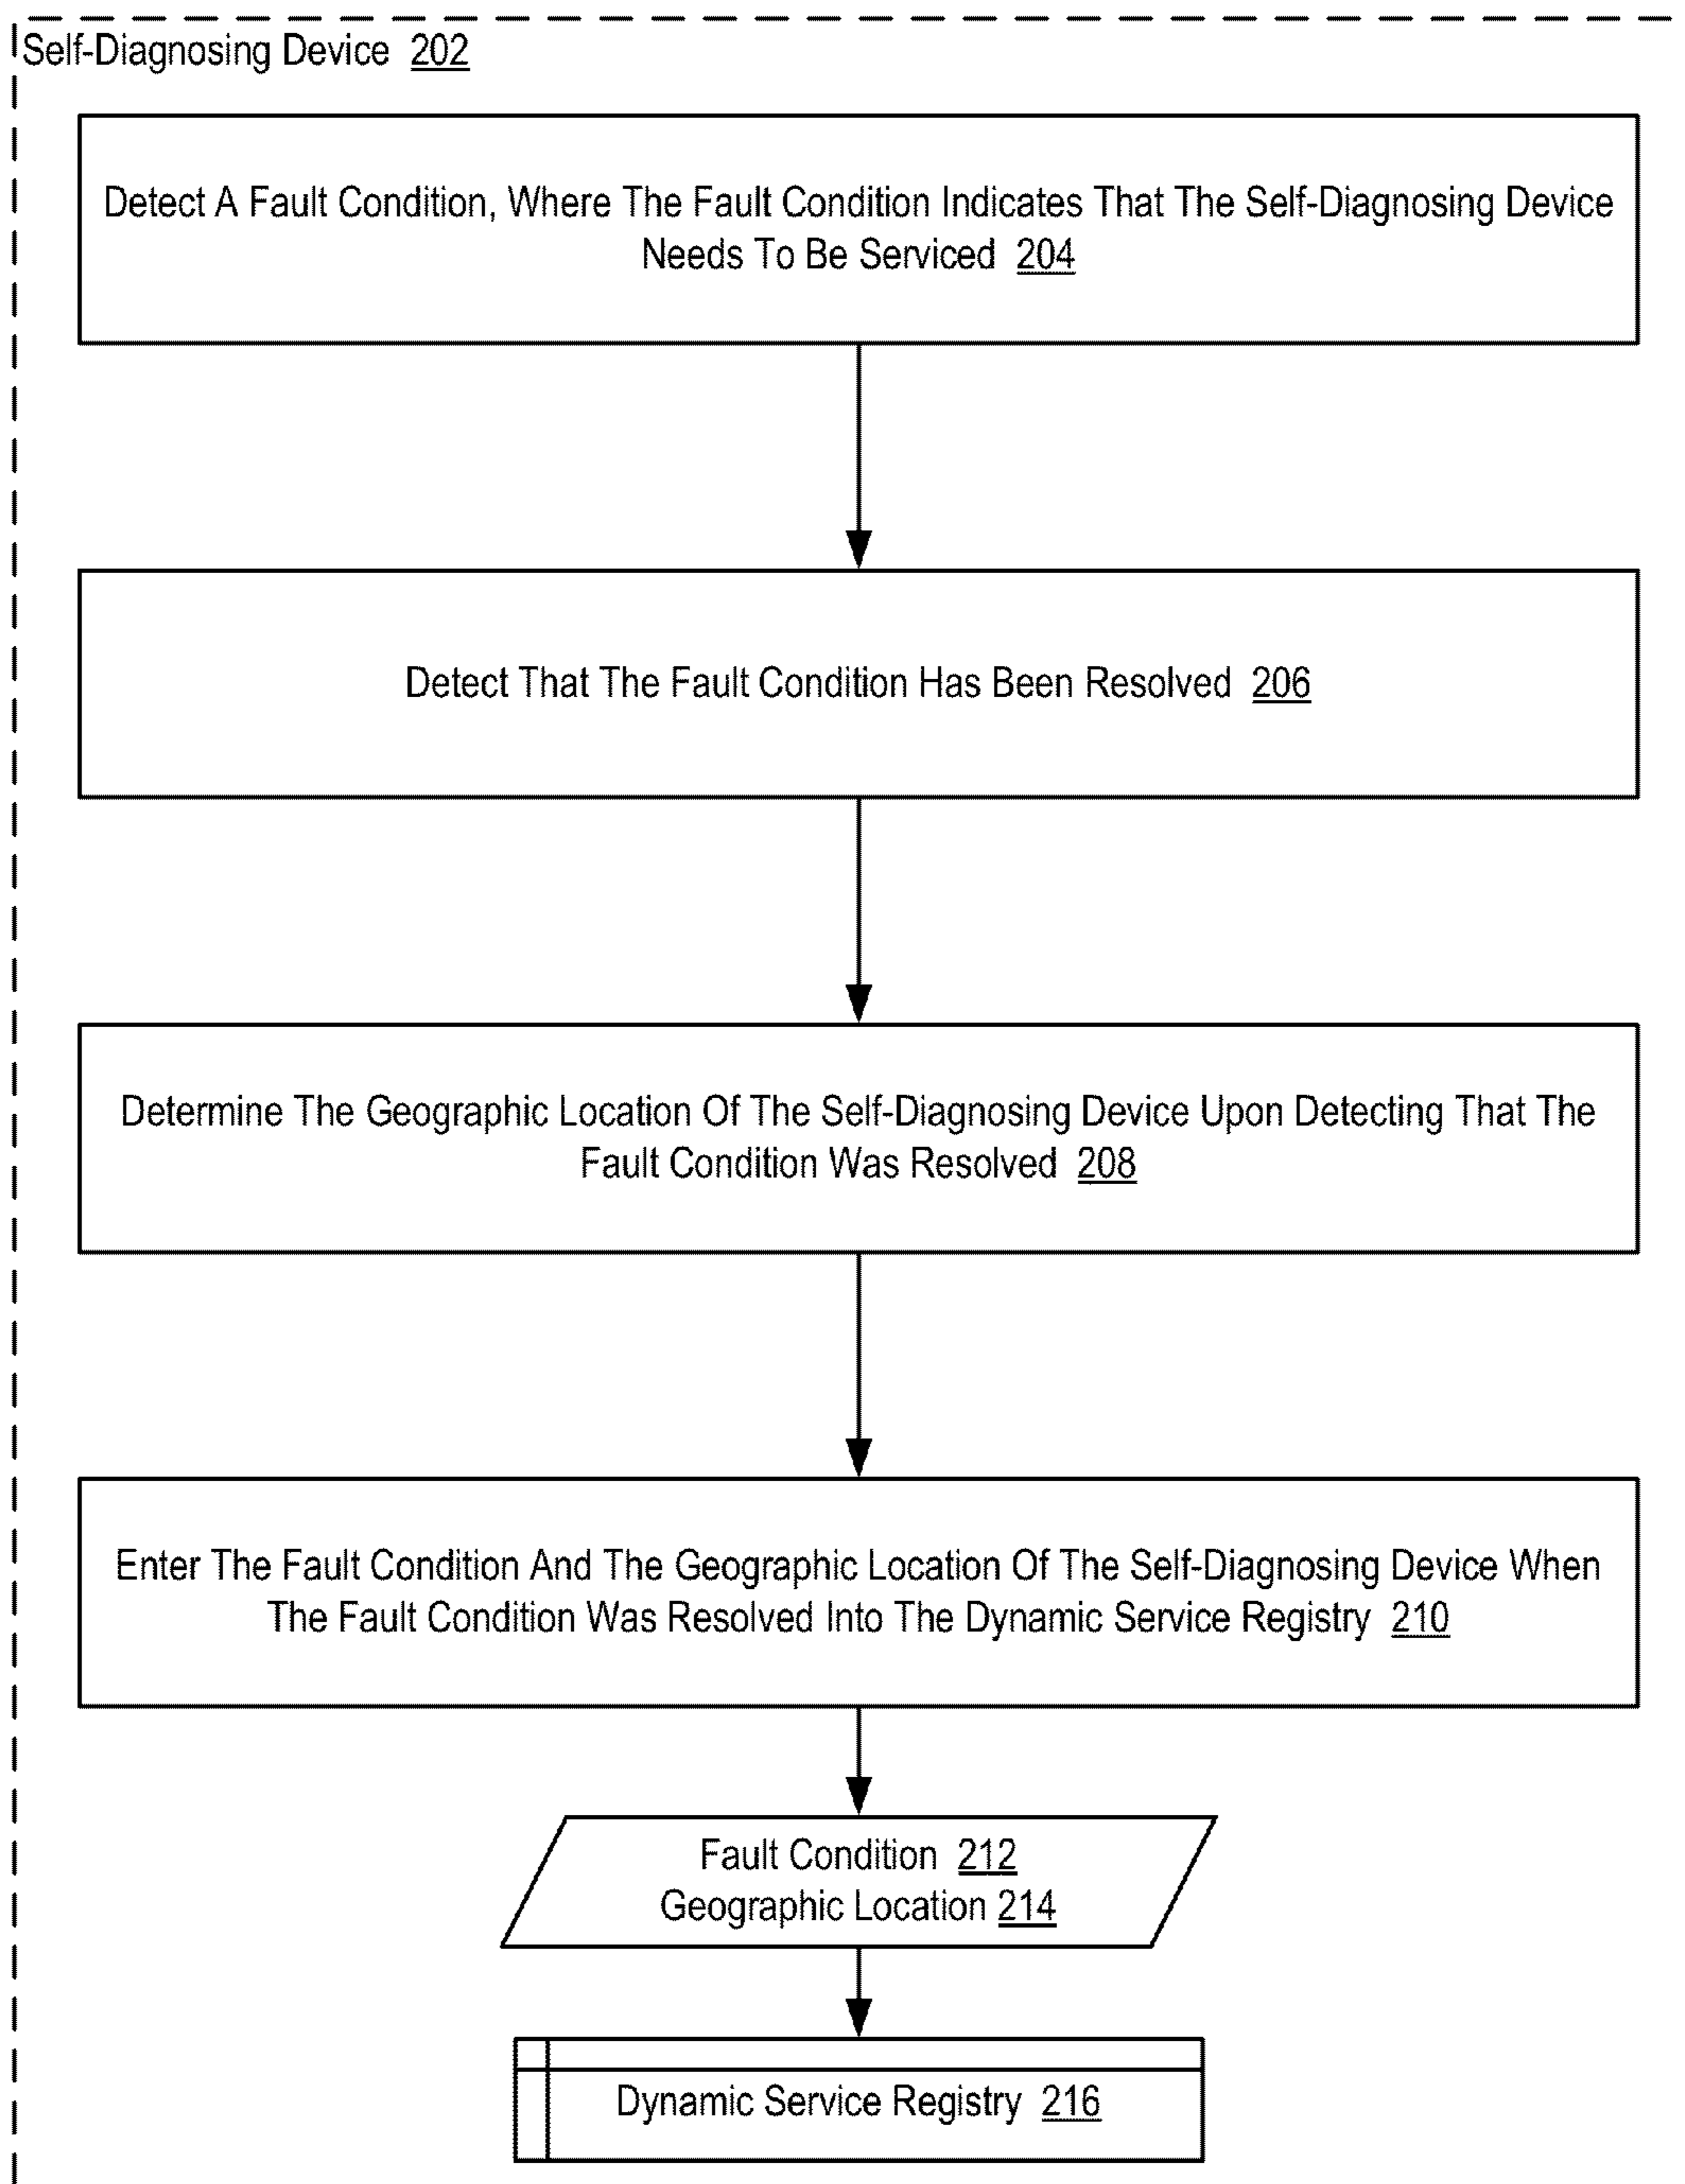 Self-Diagnosing Device 202
Detect A Fault Condition, Where The Fault Condition Indicates That The Self-Diagnosing Device
Needs To Be Serviced 204
Detect That The Fault Condition Has Been Resolved 206
Determine The Geographic Location Of The Self-Diagnosing Device Upon Detecting That The
Fault Condition Was Resolved 208
Enter The Fault Condition And The Geographic Location Of The Self-Diagnosing Device When
The Fault Condition Was Resolved Into The Dynamic Service Registry 210
Fault Condition 212
Geographic Location 214
Dynamic Service Registry 216